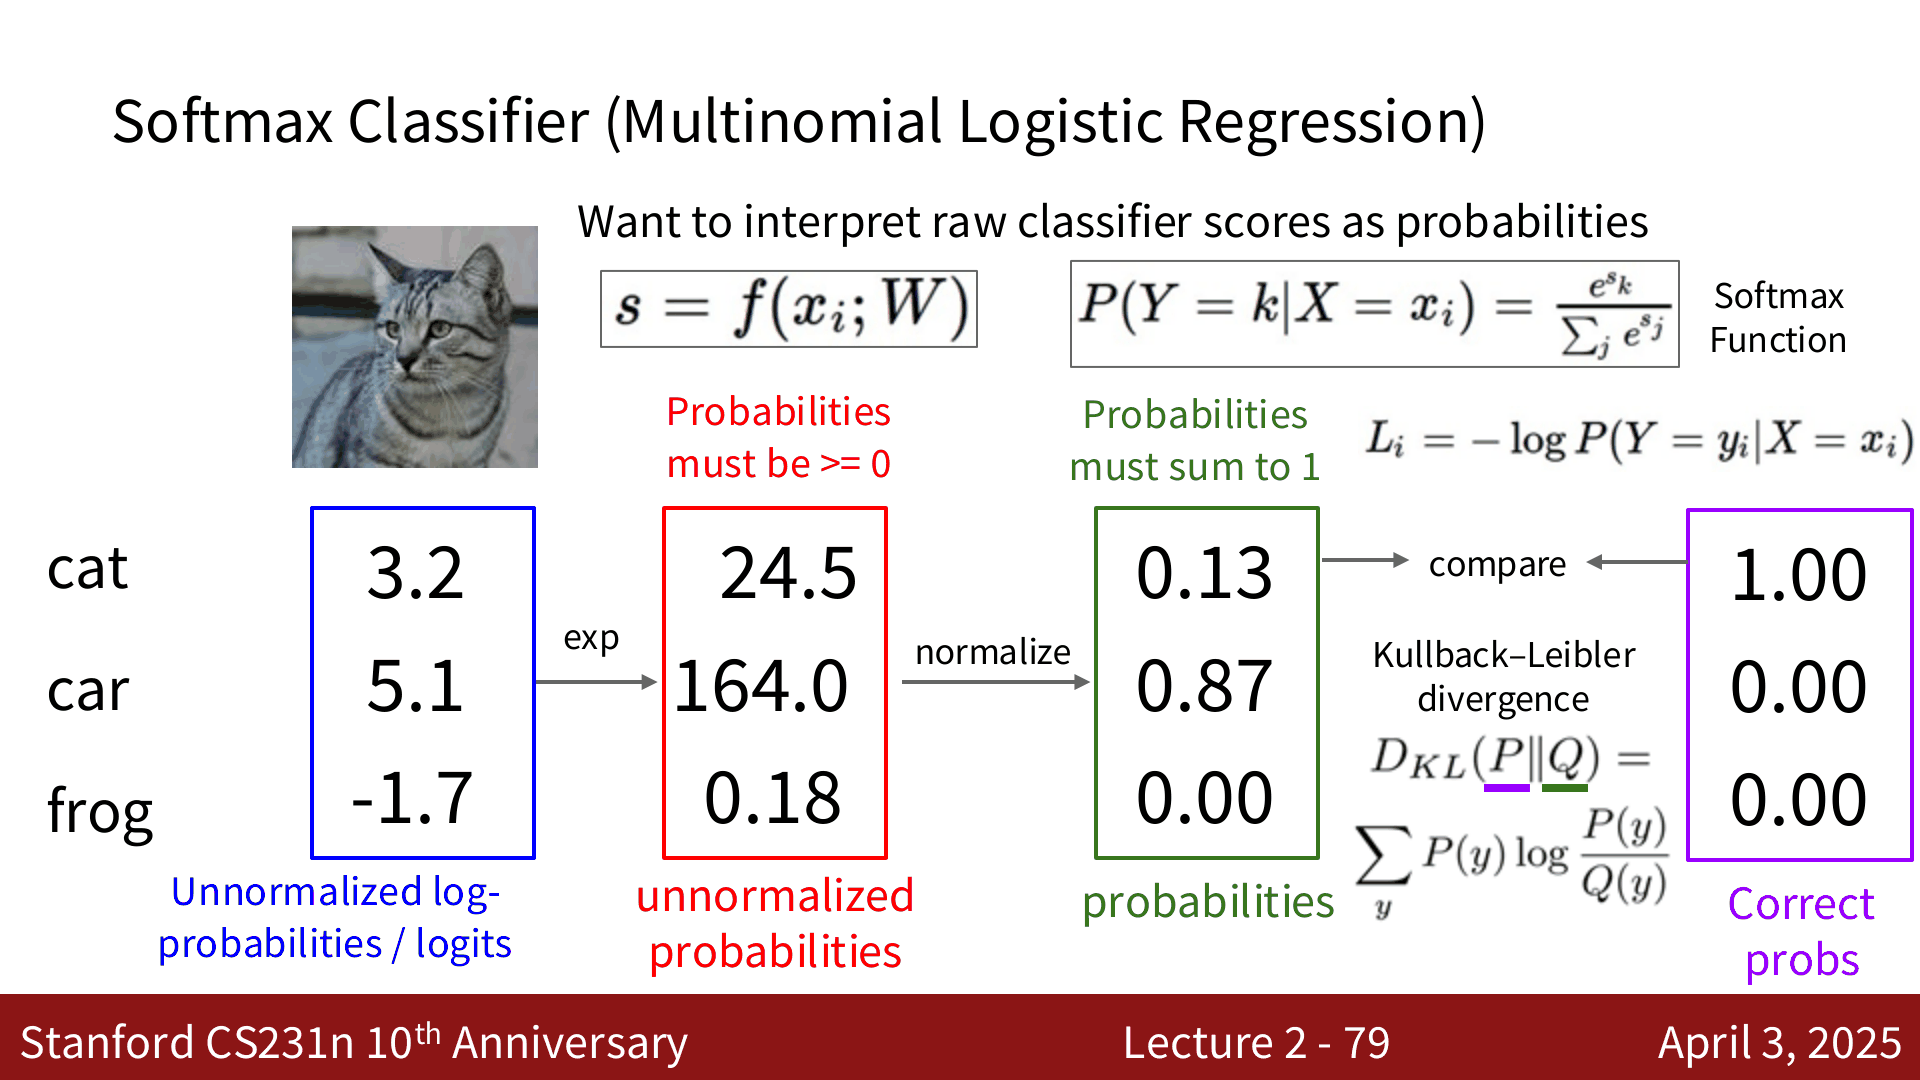 Softmax Classifier (Multinomial Logistic Regression)
Want to interpret raw classifier scores as probabilities
s = f(x_i; W)
P(Y = k|X = x_i) = \frac{e^{s_k}}{\sum_j e^{s_j}}
Softmax
Function
Probabilities
must be >= 0
Probabilities
must sum to 1
L_i = − log P(Y = y_i|X = x_i)
cat
3.2
24.5
0.13
compare
1.00
exp
normalize
car
5.1
164.0
0.87
Kullback–Leibler
divergence
0.00
D_{KL}(P‖Q) =
frog
-1.7
0.18
0.00
\sum_y P(y) log \frac{P(y)}{Q(y)}
0.00
Unnormalized log-
probabilities / logits
unnormalized
probabilities
probabilities
Correct
probs
Stanford CS231n 10th Anniversary
Lecture 2 - 79
April 3, 2025